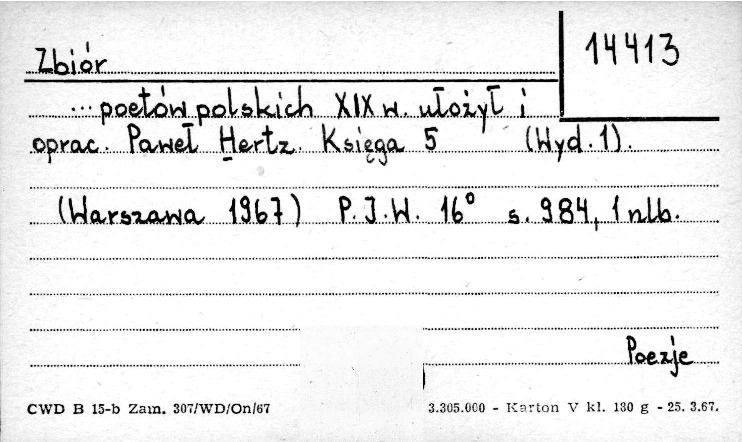 Zbiór
14413
... poetów polskich XIX w. ułożył i
oprac. Paweł Hertz. Księga 5 (Wyd. 1).
(Warszawa 1967) P.I.W. 16° s. 984, 1 nlb.
Poezje
CWD B 15-b Zam. 307/WD/On/67
3.305.000 - Karton V kl. 180 g - 25. 3.67.